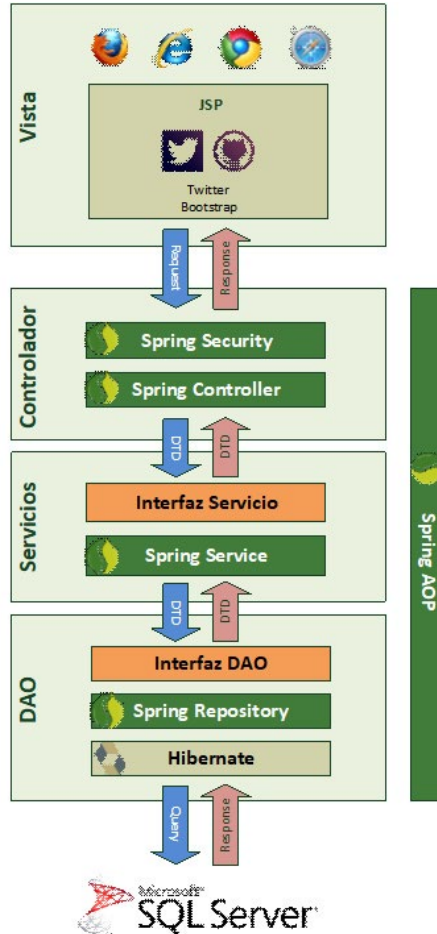 Vista
JSP
Twitter
Bootstrap
Request
Response
Controlador
Spring Security
Spring Controller
DTD
DTD
Servicios
Interfaz Servicio
Spring Service
DTD
DTD
DAO
Interfaz DAO
Spring Repository
Hibernate
Spring AOP
Query
Response
Microsoft
SQL Server